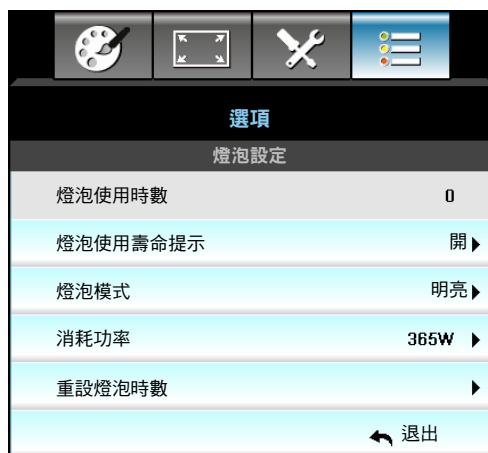 選項
燈泡設定
燈泡使用時數 0
燈泡使用壽命提示 開
燈泡模式 明亮
消耗功率 365W
重設燈泡時數
退出